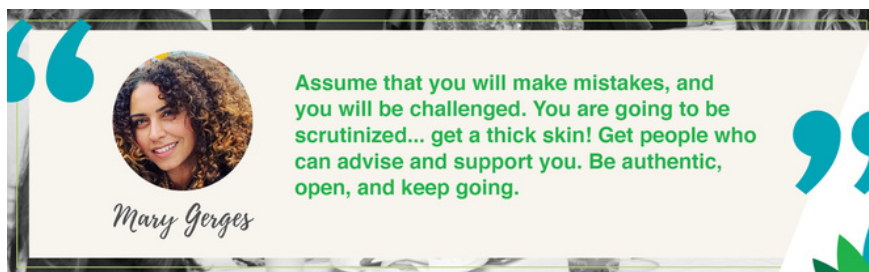 Assume that you will make mistakes, and
you will be challenged. You are going to be
scrutinized... get a thick skin! Get people who
can advise and support you. Be authentic,
open, and keep going.
Mary Gerges